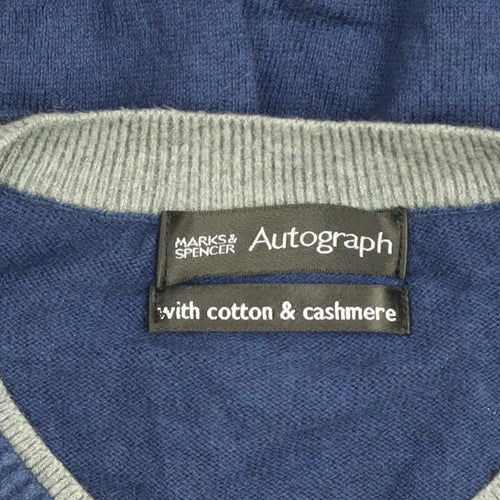 MARKS &
SPENCER Autograph
with cotton & cashmere